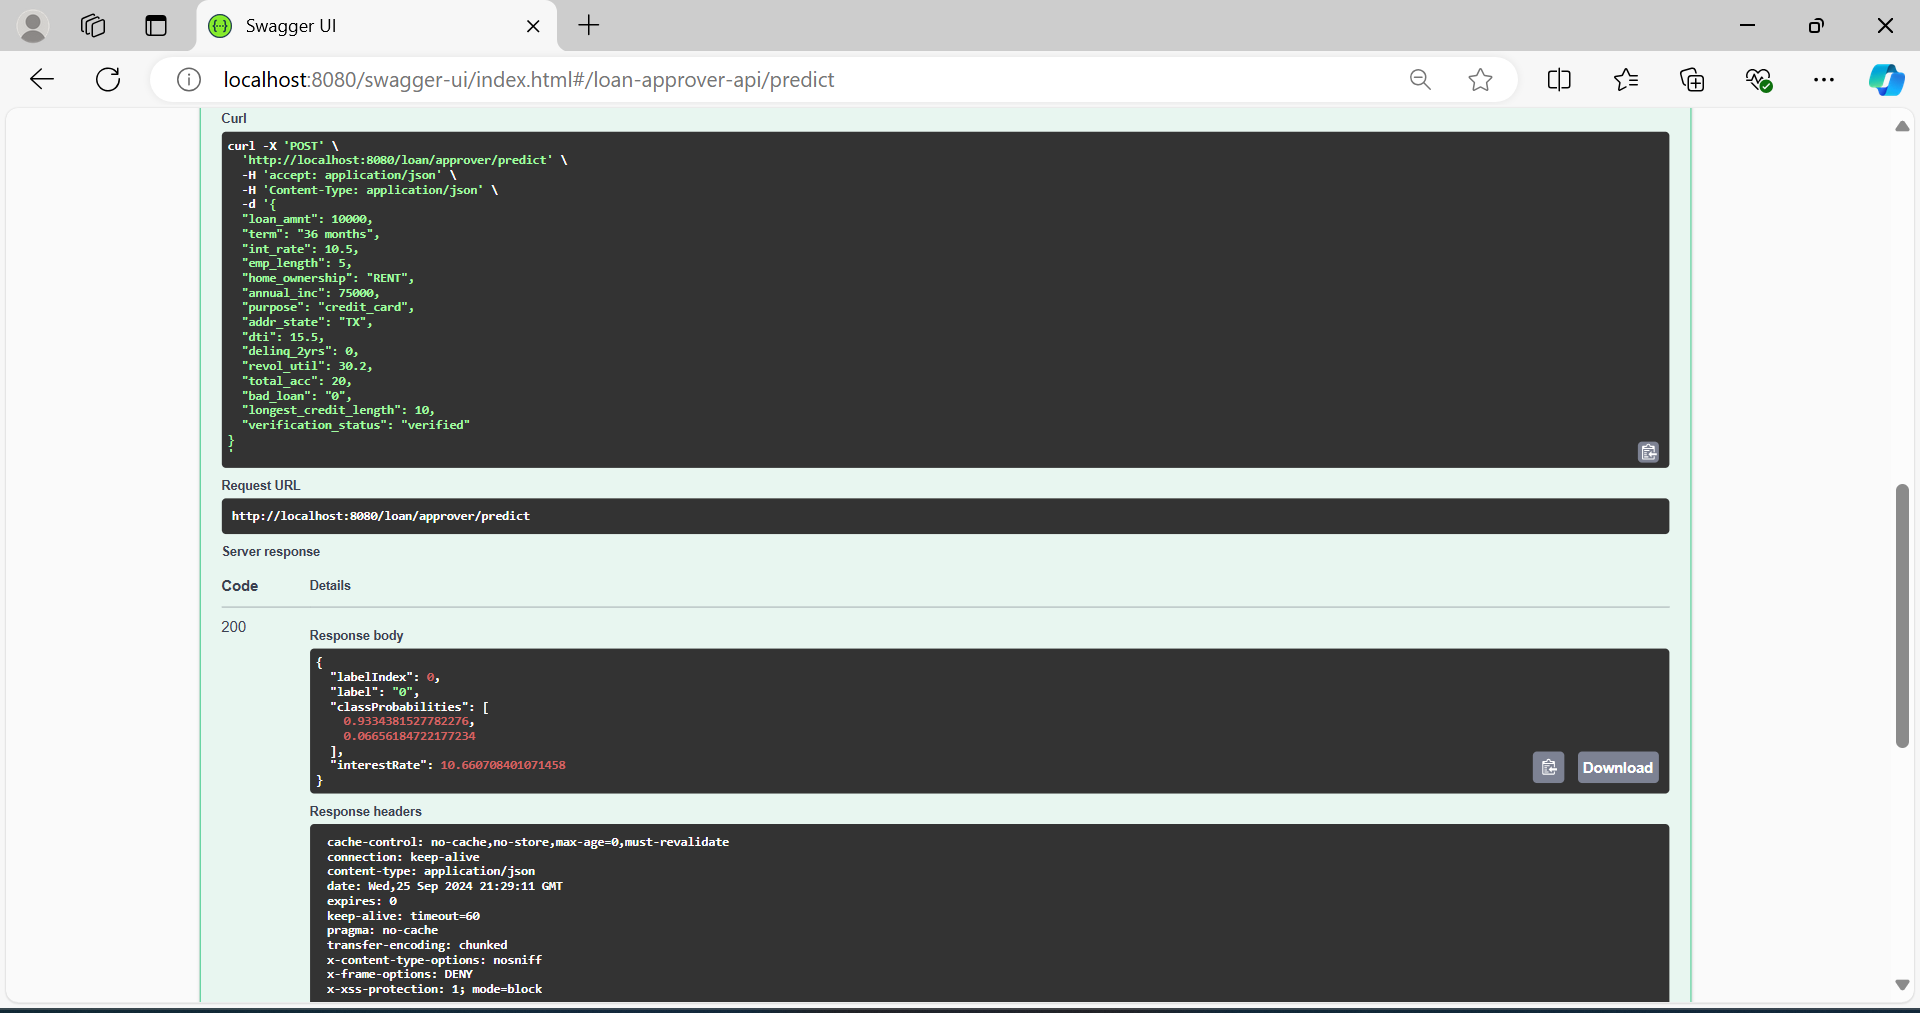 Swagger UI
localhost:8080/swagger-ui/index.html#/loan-approver-api/predict
Curl
curl -X 'POST' \
  'http://localhost:8080/loan/approver/predict' \
  -H 'accept: application/json' \
  -H 'Content-Type: application/json' \
  -d '{
  "loan_amnt": 10000,
  "term": "36 months",
  "int_rate": 10.5,
  "emp_length": 5,
  "home_ownership": "RENT",
  "annual_inc": 75000,
  "purpose": "credit_card",
  "addr_state": "TX",
  "dti": 15.5,
  "delinq_2yrs": 0,
  "revol_util": 30.2,
  "total_acc": 20,
  "bad_loan": "0",
  "longest_credit_length": 10,
  "verification_status": "verified"
}
'
Request URL
http://localhost:8080/loan/approver/predict
Server response
Code Details
200
Response body
{
  "labelIndex": 0,
  "label": "0",
  "classProbabilities": [
    0.9334381527782276,
    0.06656184722177234
  ],
  "interestRate": 10.660708401071458
}
Download
Response headers
cache-control: no-cache,no-store,max-age=0,must-revalidate
connection: keep-alive
content-type: application/json
date: Wed,25 Sep 2024 21:29:11 GMT
expires: 0
keep-alive: timeout=60
pragma: no-cache
transfer-encoding: chunked
x-content-type-options: nosniff
x-frame-options: DENY
x-xss-protection: 1; mode=block